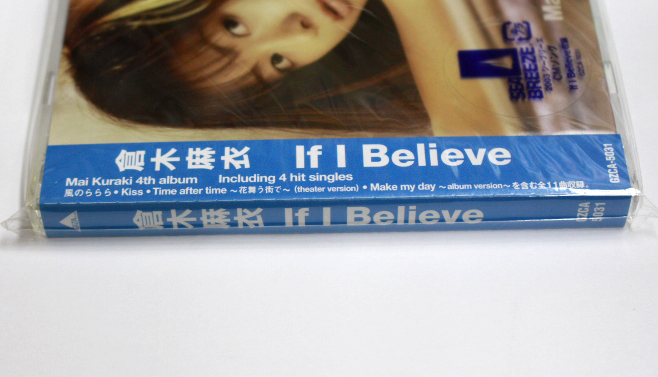 倉木麻衣 If I Believe
Mai Kuraki 4th album Including 4 hit singles
風のららら・Kiss・Time after time 〜花舞う街で〜 (theater version)・Make my day 〜album version〜を含む全11曲収録。
GZCA-5031
倉木麻衣 If I Believe
GZCA
5031
SEA
BREEZE
Ma